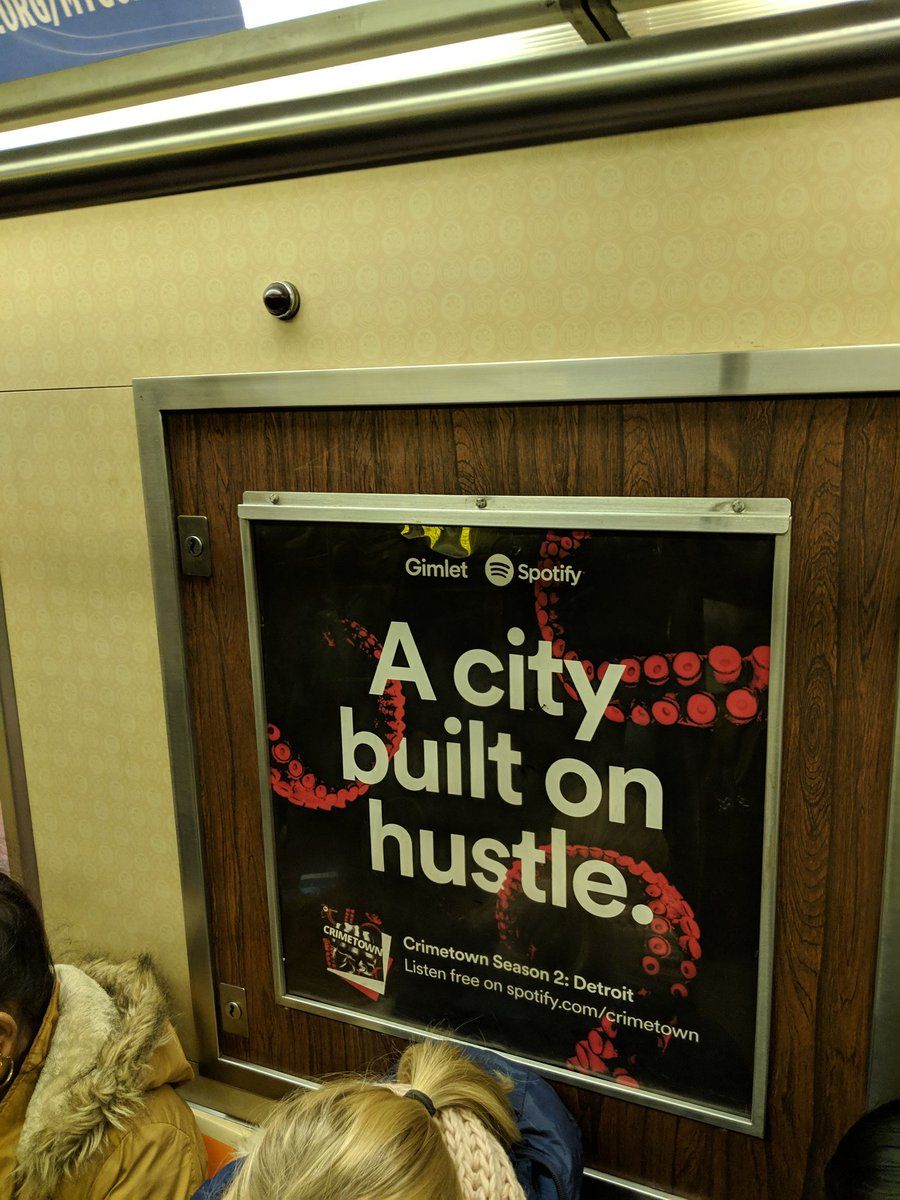 Gimlet Spotify
A city
built on
hustle.
CRIMETOWN
Crimetown Season 2: Detroit
Listen free on spotify.com/crimetown